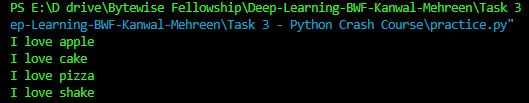 PS E:\D drive\Bytewise Fellowship\Deep-Learning-BWF-Kanwal-Mehreen\Task 3
ep-Learning-BWF-Kanwal-Mehreen\Task 3 - Python Crash Course\practice.py"
I love apple
I love cake
I love pizza
I love shake